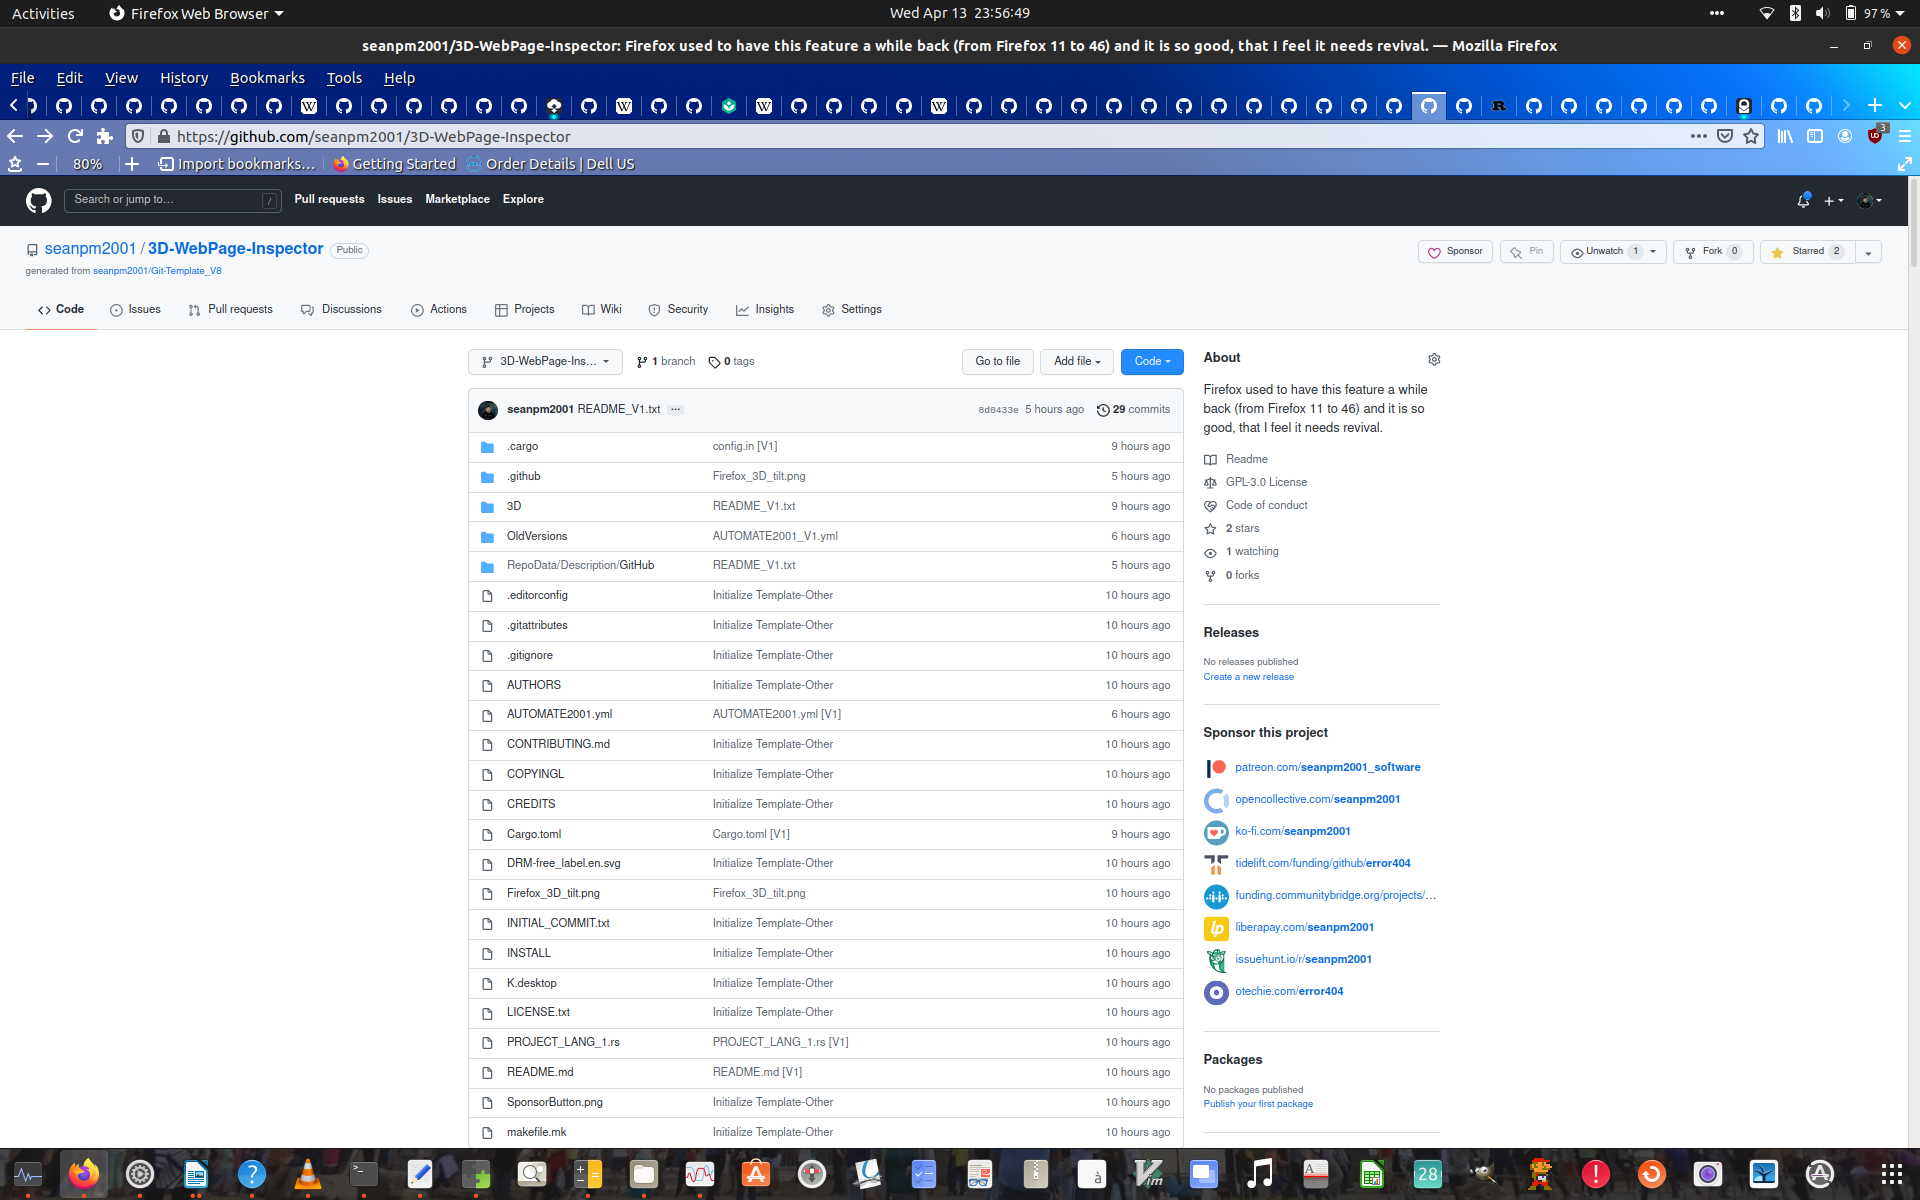 Activities Firefox Web Browser Wed Apr 13 23:56:49 97 %
seanpm2001/3D-WebPage-Inspector: Firefox used to have this feature a while back (from Firefox 11 to 46) and it is so good, that I feel it needs revival. — Mozilla Firefox
File Edit View History Bookmarks Tools Help
https://github.com/seanpm2001/3D-WebPage-Inspector 3
80% Import bookmarks... Getting Started Order Details | Dell US
Search or jump to... / Pull requests Issues Marketplace Explore
seanpm2001 / 3D-WebPage-Inspector Public Sponsor Pin Unwatch 1 Fork 0 Starred 2
generated from seanpm2001/Git-Template_V8
Code Issues Pull requests Discussions Actions Projects Wiki Security Insights Settings
3D-WebPage-Ins... 1 branch 0 tags Go to file Add file Code
seanpm2001 README_V1.txt ... 8d0433e 5 hours ago 29 commits
.cargo config.in [V1] 9 hours ago
.github Firefox_3D_tilt.png 5 hours ago
3D README_V1.txt 9 hours ago
OldVersions AUTOMATE2001_V1.yml 6 hours ago
RepoData/Description/GitHub README_V1.txt 5 hours ago
.editorconfig Initialize Template-Other 10 hours ago
.gitattributes Initialize Template-Other 10 hours ago
.gitignore Initialize Template-Other 10 hours ago
AUTHORS Initialize Template-Other 10 hours ago
AUTOMATE2001.yml AUTOMATE2001.yml [V1] 6 hours ago
CONTRIBUTING.md Initialize Template-Other 10 hours ago
COPYINGL Initialize Template-Other 10 hours ago
CREDITS Initialize Template-Other 10 hours ago
Cargo.toml Cargo.toml [V1] 9 hours ago
DRM-free_label.en.svg Initialize Template-Other 10 hours ago
Firefox_3D_tilt.png Firefox_3D_tilt.png 10 hours ago
INITIAL_COMMIT.txt Initialize Template-Other 10 hours ago
INSTALL Initialize Template-Other 10 hours ago
K.desktop Initialize Template-Other 10 hours ago
LICENSE.txt Initialize Template-Other 10 hours ago
PROJECT_LANG_1.rs PROJECT_LANG_1.rs [V1] 10 hours ago
README.md README.md [V1] 10 hours ago
SponsorButton.png Initialize Template-Other 10 hours ago
makefile.mk Initialize Template-Other 10 hours ago
About
Firefox used to have this feature a while
back (from Firefox 11 to 46) and it is so
good, that I feel it needs revival.
Readme
GPL-3.0 License
Code of conduct
2 stars
1 watching
0 forks
Releases
No releases published
Create a new release
Sponsor this project
patreon.com/seanpm2001_software
opencollective.com/seanpm2001
ko-fi.com/seanpm2001
tidelift.com/funding/github/error404
funding.communitybridge.org/projects/...
liberapay.com/seanpm2001
issuehunt.io/r/seanpm2001
otechie.com/error404
Packages
No packages published
Publish your first package
28